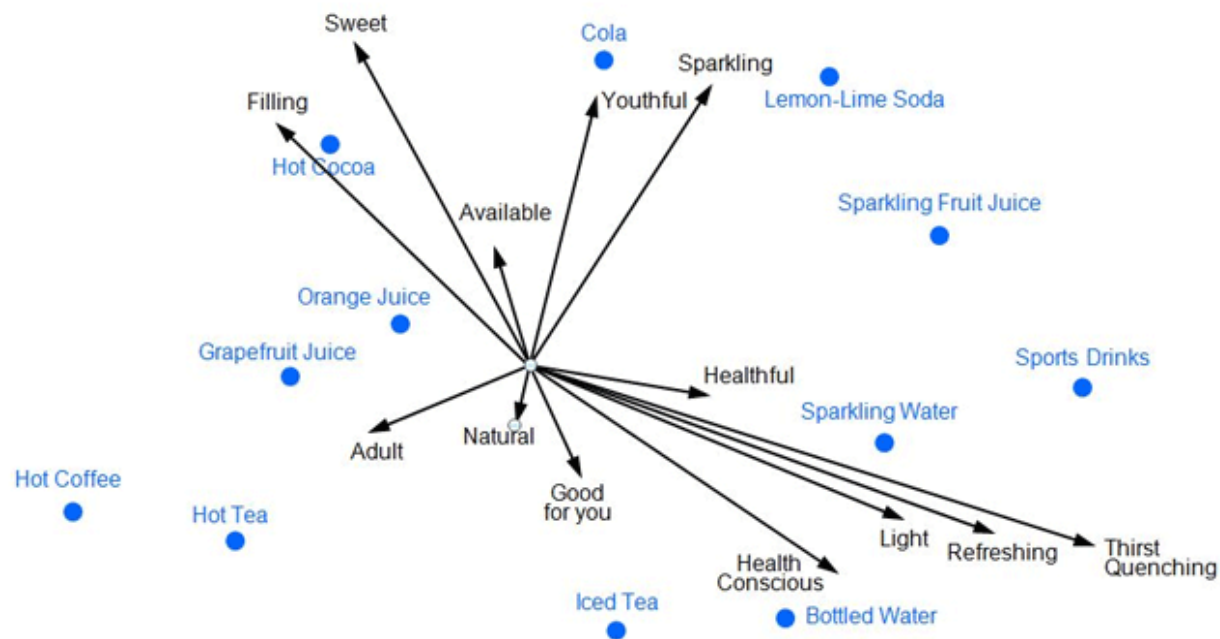 Sweet
Cola
Sparkling
Filling
Youthful
Lemon-Lime Soda
Hot Cocoa
Available
Sparkling Fruit Juice
Orange Juice
Grapefruit Juice
Healthful
Sports Drinks
Sparkling Water
Adult
Natural
Hot Coffee
Good
for you
Hot Tea
Light
Refreshing
Thirst
Quenching
Health
Conscious
Iced Tea
Bottled Water